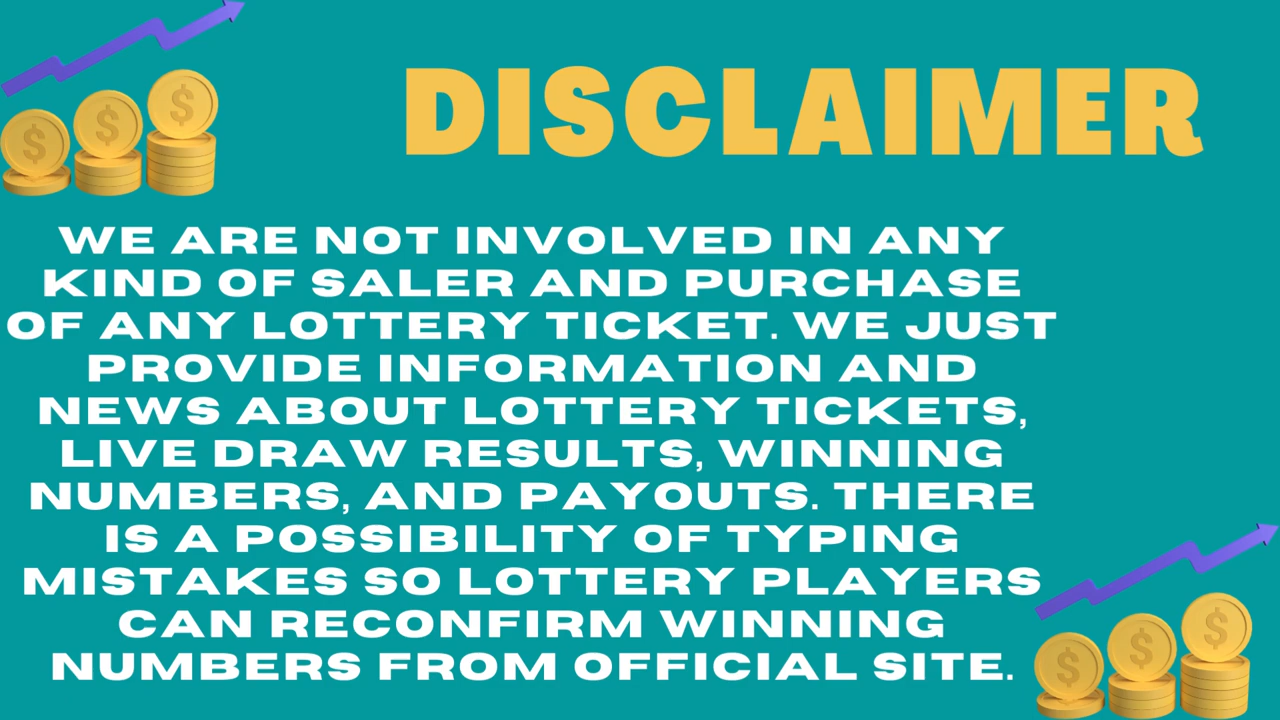 DISCLAIMER
WE ARE NOT INVOLVED IN ANY
KIND OF SALER AND PURCHASE
OF ANY LOTTERY TICKET. WE JUST
PROVIDE INFORMATION AND
NEWS ABOUT LOTTERY TICKETS,
LIVE DRAW RESULTS, WINNING
NUMBERS, AND PAYOUTS. THERE
IS A POSSIBILITY OF TYPING
MISTAKES SO LOTTERY PLAYERS
CAN RECONFIRM WINNING
NUMBERS FROM OFFICIAL SITE.